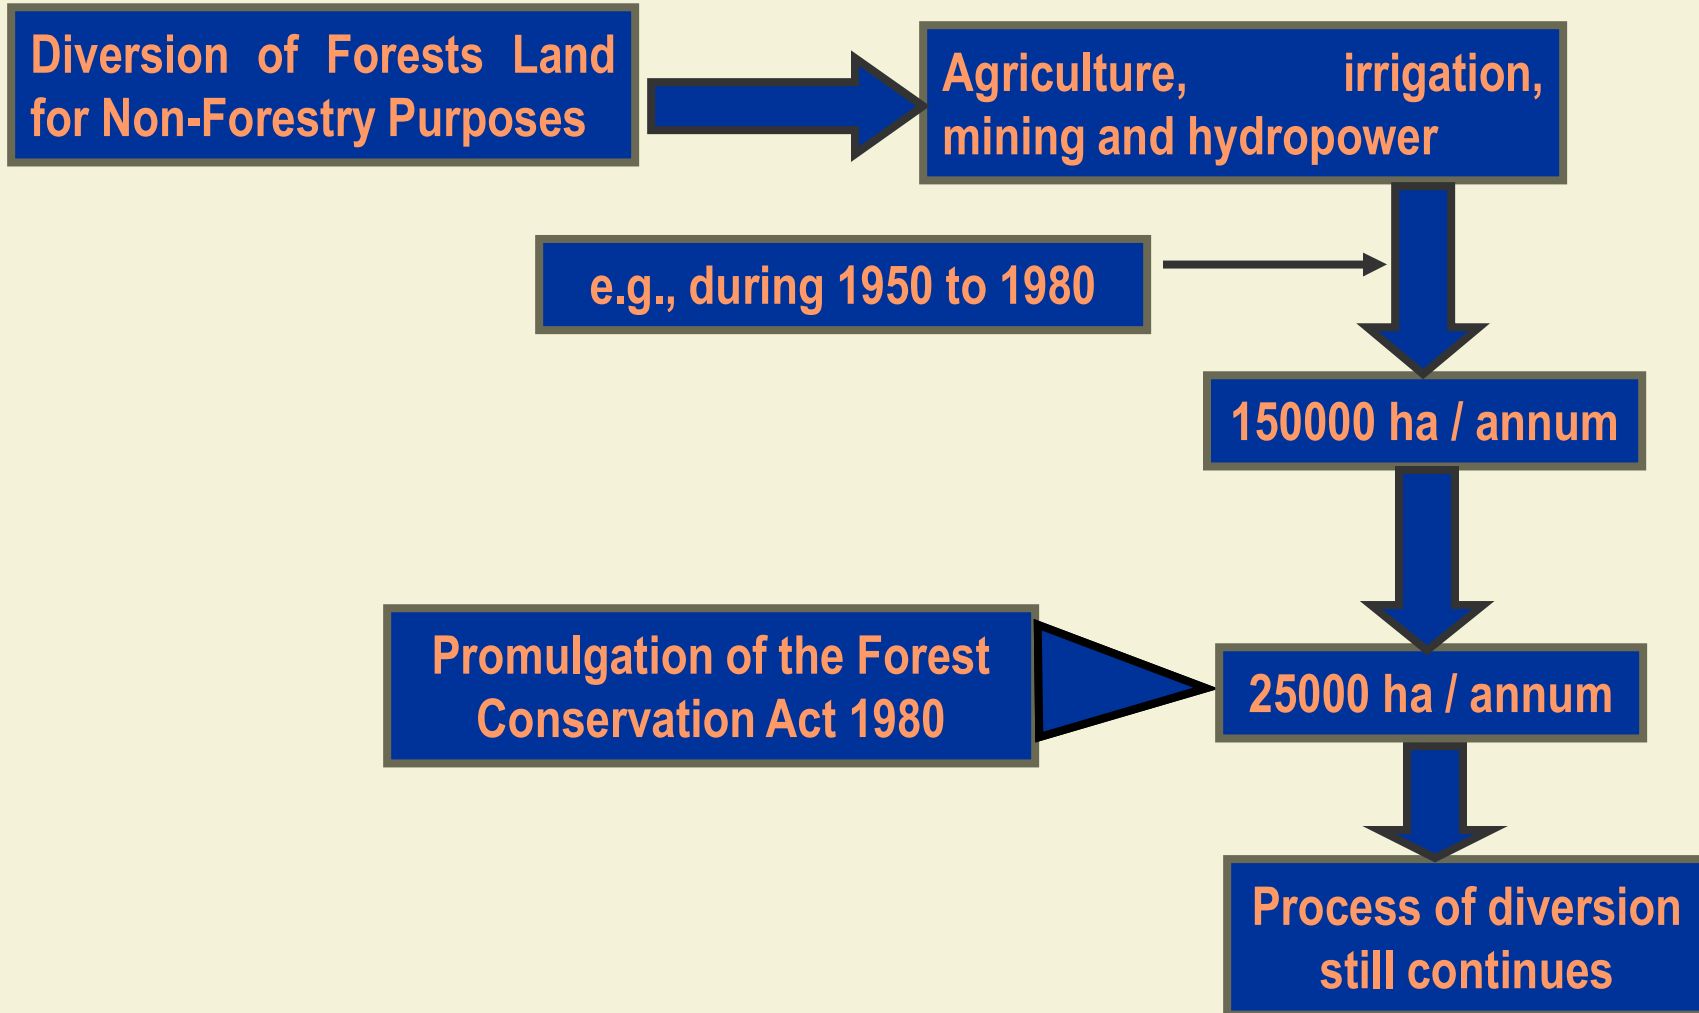 Diversion of Forests Land
for Non-Forestry Purposes
Agriculture, irrigation,
mining and hydropower
e.g., during 1950 to 1980
150000 ha / annum
Promulgation of the Forest
Conservation Act 1980
25000 ha / annum
Process of diversion
still continues